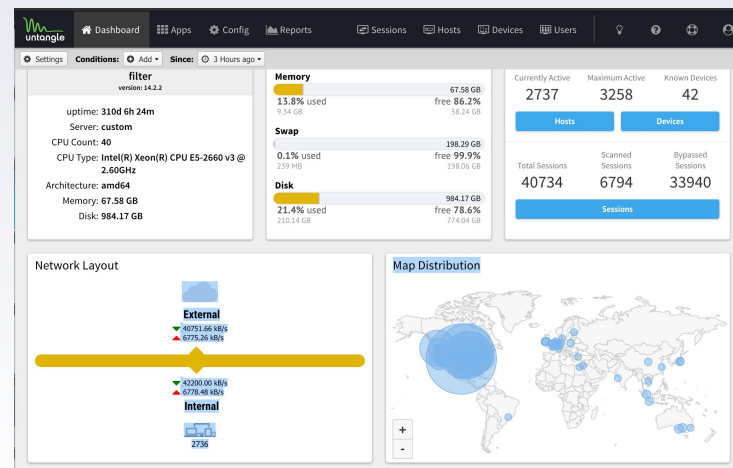 untangle
Dashboard
Apps
Config
Reports
Sessions
Hosts
Devices
Users
Settings Conditions: Add Since: 3 Hours ago
filter
version: 14.2.2
uptime: 310d 6h 24m
Server: custom
CPU Count: 40
CPU Type: Intel(R) Xeon(R) CPU E5-2660 v3 @
2.60GHz
Architecture: amd64
Memory: 67.58 GB
Disk: 984.17 GB
Memory
67.58 GB
13.8% used free 86.2%
9.34 GB 58.24 GB
Swap
198.29 GB
0.1% used free 99.9%
239 MB 198.06 GB
Disk
984.17 GB
21.4% used free 78.6%
210.14 GB 774.04 GB
Currently Active Maximum Active Known Devices
2737 3258 42
Hosts Devices
Total Sessions Scanned Sessions Bypassed Sessions
40734 6794 33940
Sessions
Network Layout
External
40751.66 kB/s
6775.26 kB/s
42200.00 kB/s
6778.48 kB/s
Internal
2736
Map Distribution
+
-